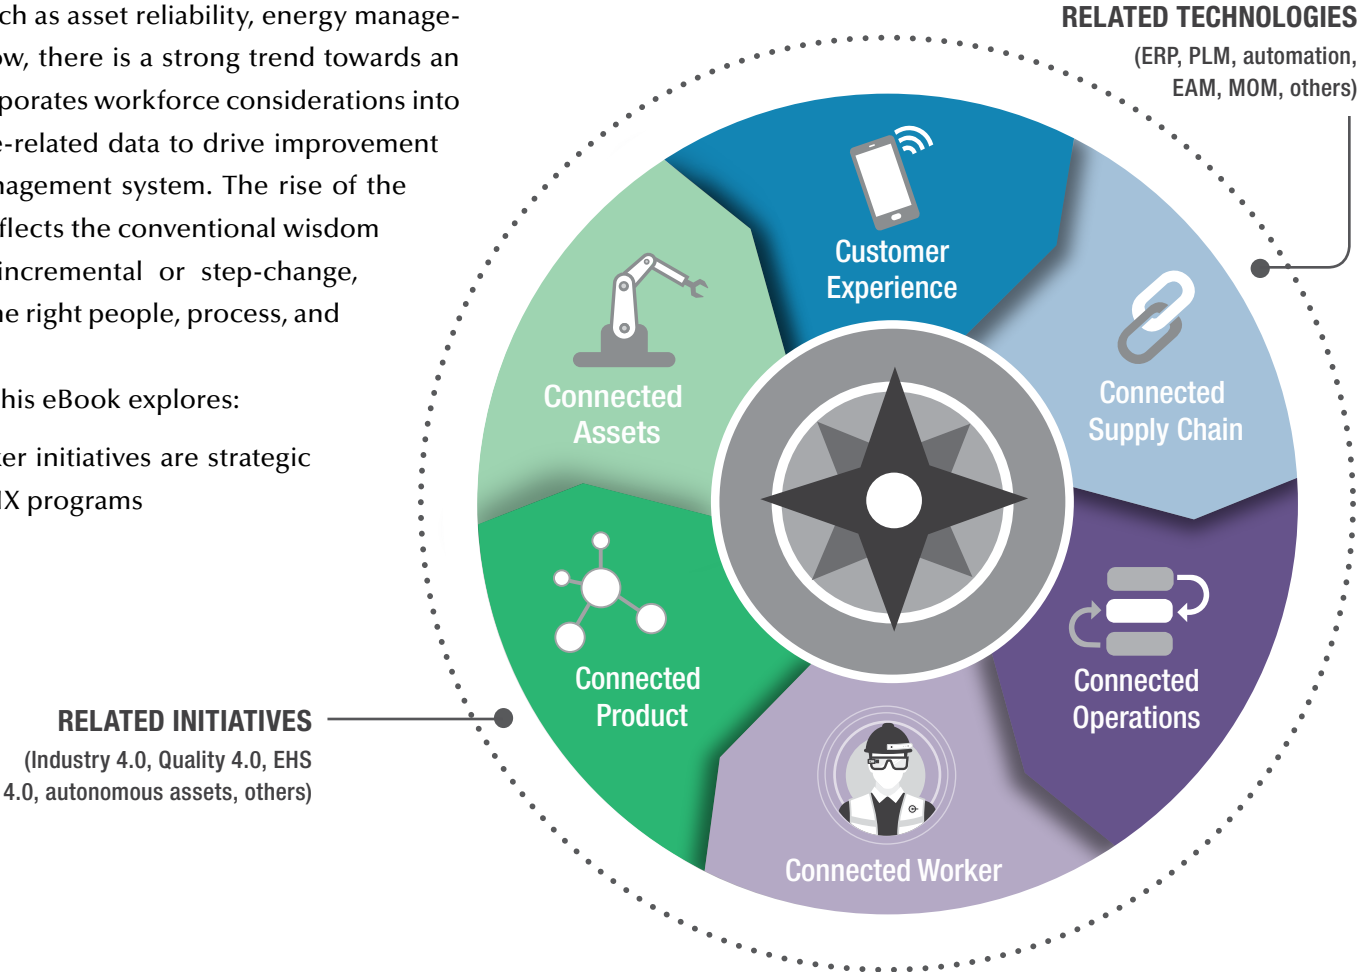 ch as asset reliability, energy manage-
ow, there is a strong trend towards an
porates workforce considerations into
e-related data to drive improvement
nagement system. The rise of the
flects the conventional wisdom
incremental or step-change,
he right people, process, and
his eBook explores:
ker initiatives are strategic
IX programs
RELATED TECHNOLOGIES
(ERP, PLM, automation,
EAM, MOM, others)
Customer
Experience
Connected
Supply Chain
Connected
Assets
Connected
Operations
Connected
Product
Connected Worker
RELATED INITIATIVES
(Industry 4.0, Quality 4.0, EHS
4.0, autonomous assets, others)